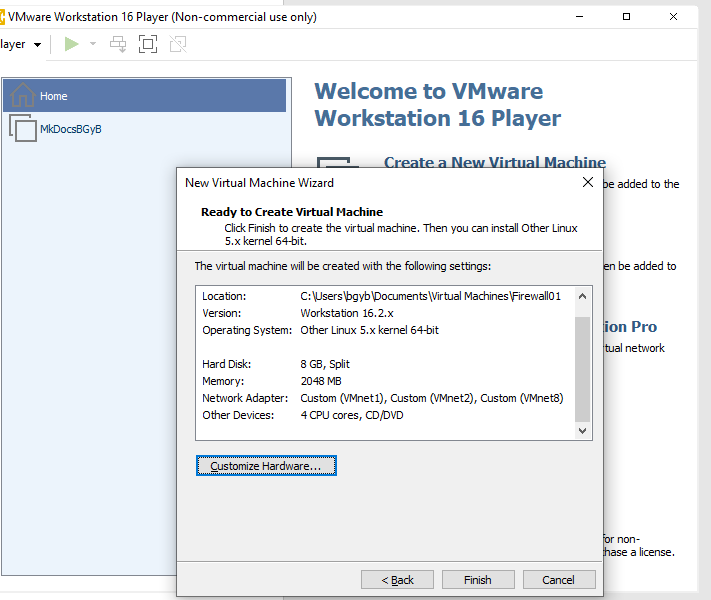 VMware Workstation 16 Player (Non-commercial use only)
layer
Home
MkDocsBGyB
Welcome to VMware
Workstation 16 Player
Create a New Virtual Machine
be added to the
en be added to
ion Pro
tual network
for non-
hase a license.
New Virtual Machine Wizard
Ready to Create Virtual Machine
Click Finish to create the virtual machine. Then you can install Other Linux
5.x kernel 64-bit.
The virtual machine will be created with the following settings:
Location: C:\Users\bgyb\Documents\Virtual Machines\Firewall01
Version: Workstation 16.2.x
Operating System: Other Linux 5.x kernel 64-bit
Hard Disk: 8 GB, Split
Memory: 2048 MB
Network Adapter: Custom (VMnet1), Custom (VMnet2), Custom (VMnet8)
Other Devices: 4 CPU cores, CD/DVD
Customize Hardware...
< Back Finish Cancel